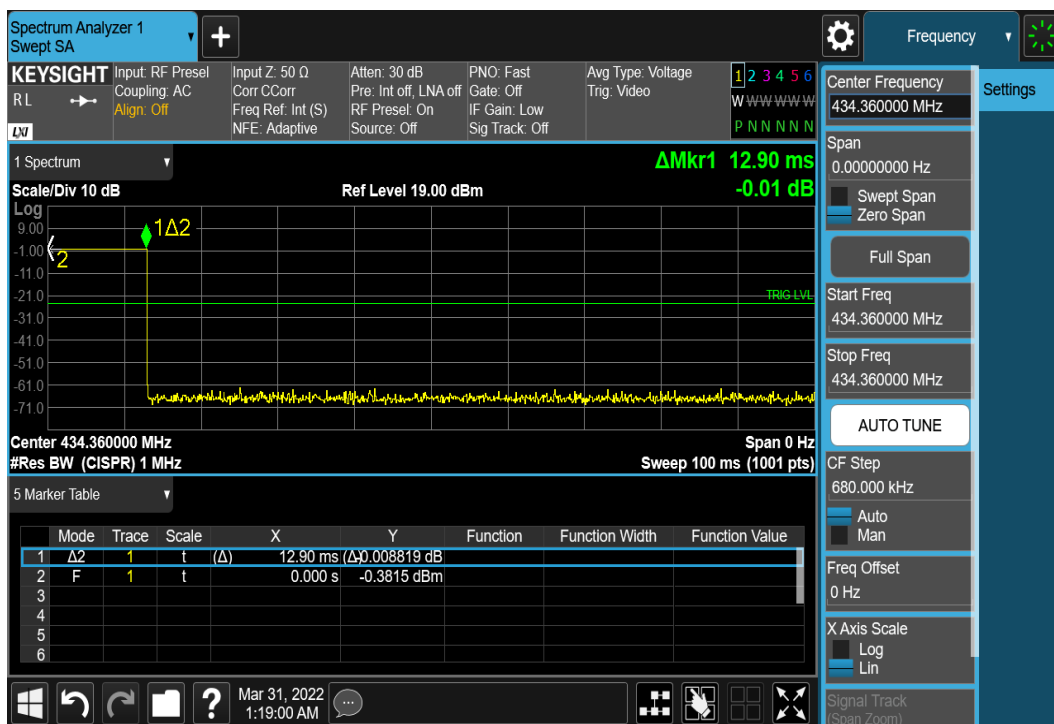 Spectrum Analyzer 1
Swept SA
+
Frequency
KEYSIGHT
R L
LXI
Input: RF Presel
Coupling: AC
Align: Off
Input Z: 50 Ω
Corr CCorr
Freq Ref: Int (S)
NFE: Adaptive
Atten: 30 dB
Pre: Int off, LNA off
RF Presel: On
Source: Off
PNO: Fast
Gate: Off
IF Gain: Low
Sig Track: Off
Avg Type: Voltage
Trig: Video
1 2 3 4 5 6
W W W W W W
P N N N N N
1 Spectrum
ΔMkr1 12.90 ms
-0.01 dB
Scale/Div 10 dB
Ref Level 19.00 dBm
Log
9.00
-1.00
-11.0
-21.0
-31.0
-41.0
-51.0
-61.0
-71.0
1Δ2
2
TRIG LVL
Center 434.360000 MHz
Span 0 Hz
#Res BW (CISPR) 1 MHz
Sweep 100 ms (1001 pts)
5 Marker Table
Mode Trace Scale X Y Function Function Width Function Value
1 Δ2 1 t (Δ) 12.90 ms (Δ) -0.008819 dB
2 F 1 t 0.000 s -0.3815 dBm
3
4
5
6
Mar 31, 2022
1:19:00 AM
?
Center Frequency
434.360000 MHz
Settings
Span
0.00000000 Hz
Swept Span
Zero Span
Full Span
Start Freq
434.360000 MHz
Stop Freq
434.360000 MHz
AUTO TUNE
CF Step
680.000 kHz
Auto
Man
Freq Offset
0 Hz
X Axis Scale
Log
Lin
Signal Track
(Span Zoom)